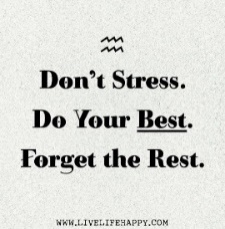 Don't Stress.
Do Your Best.
Forget the Rest.
WWW.LIVELIFEHAPPY.COM